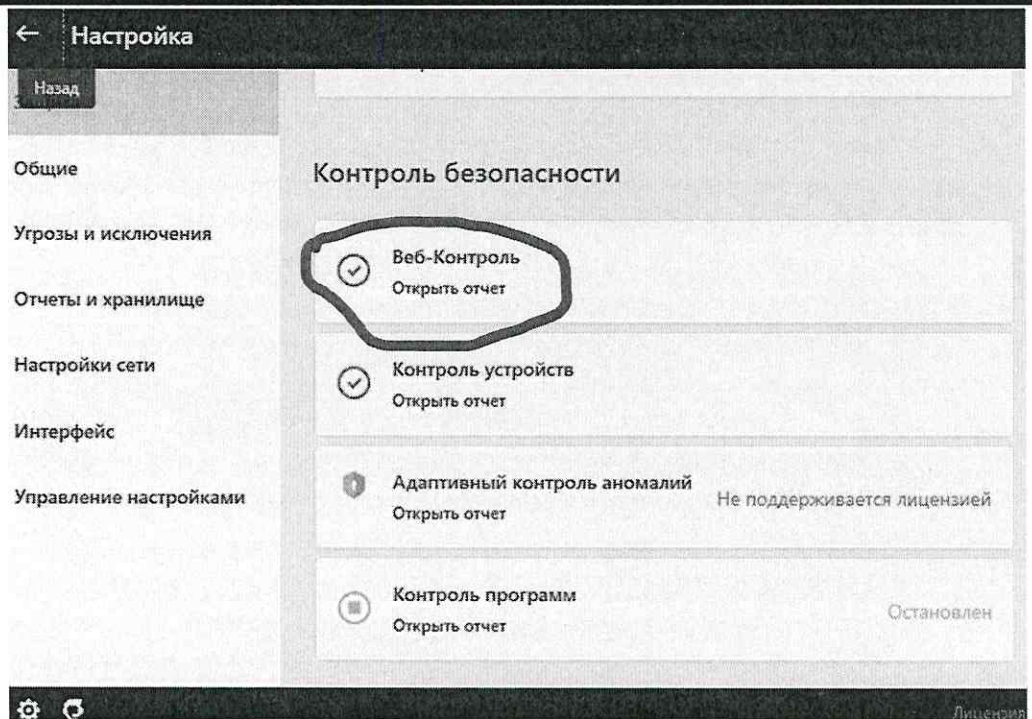 Настройка
Назад
Общие
Угрозы и исключения
Отчеты и хранилище
Настройки сети
Интерфейс
Управление настройками
Контроль безопасности
Веб-Контроль
Открыть отчет
Контроль устройств
Открыть отчет
Адаптивный контроль аномалий
Открыть отчет
Не поддерживается лицензией
Контроль программ
Открыть отчет
Остановлен
Лицензия